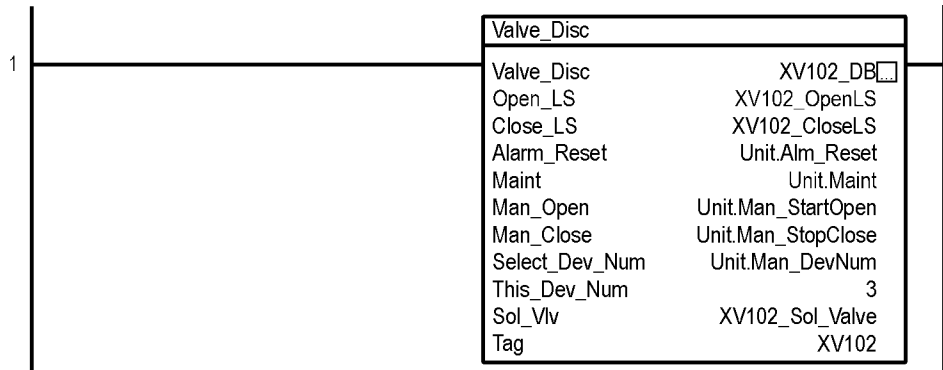 Valve_Disc
1
Valve_Disc XV102_DB...
Open_LS XV102_OpenLS
Close_LS XV102_CloseLS
Alarm_Reset Unit.Alm_Reset
Maint Unit.Maint
Man_Open Unit.Man_StartOpen
Man_Close Unit.Man_StopClose
Select_Dev_Num Unit.Man_DevNum
This_Dev_Num 3
Sol_Vlv XV102_Sol_Valve
Tag XV102